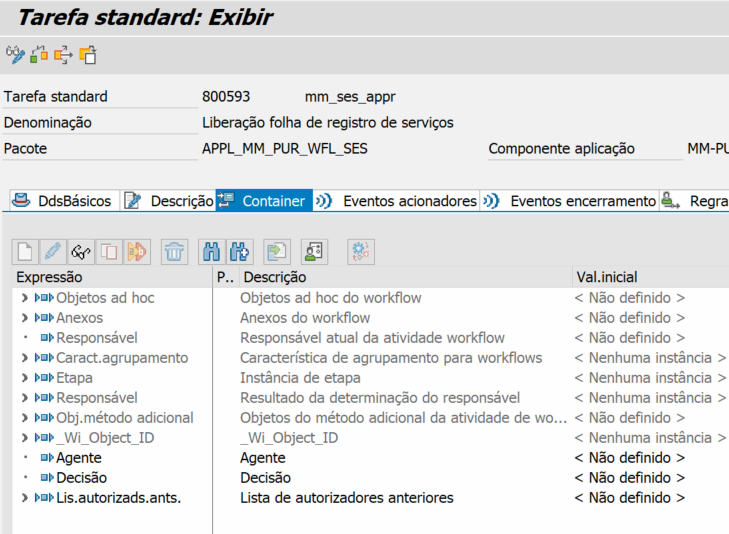 Tarefa standard: Exibir
Tarefa standard 800593 mm_ses_appr
Denominação Liberação folha de registro de serviços
Pacote APPL_MM_PUR_WFL_SES Componente aplicação MM-PU
DdsBásicos Descrição Container Eventos acionadores Eventos encerramento Regra
Expressão P.. Descrição Val.inicial
Objetos ad hoc Objetos ad hoc do workflow < Não definido >
Anexos Anexos do workflow < Não definido >
Responsável Responsável atual da atividade workflow < Não definido >
Caract.agrupamento Característica de agrupamento para workflows < Nenhuma instância >
Etapa Instância de etapa < Nenhuma instância >
Responsável Resultado da determinação do responsável < Nenhuma instância >
Obj.método adicional Objetos do método adicional da atividade de wo... < Não definido >
_Wi_Object_ID _Wi_Object_ID < Nenhuma instância >
Agente Agente < Não definido >
Decisão Decisão < Não definido >
Lis.autorizads.ants. Lista de autorizadores anteriores < Não definido >